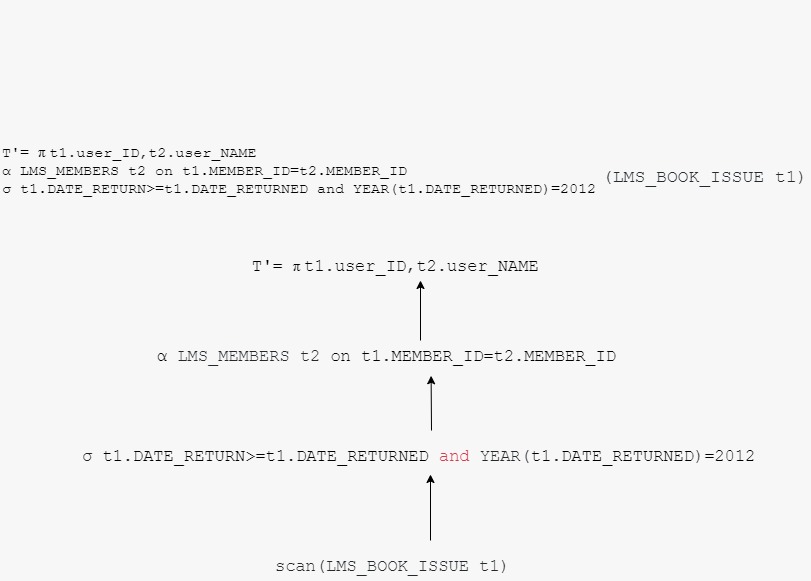 T'= π t1.user_ID,t2.user_NAME
α LMS_MEMBERS t2 on t1.MEMBER_ID=t2.MEMBER_ID
σ t1.DATE_RETURN>=t1.DATE_RETURNED and YEAR(t1.DATE_RETURNED)=2012
(LMS_BOOK_ISSUE t1)
T'= π t1.user_ID,t2.user_NAME
α LMS_MEMBERS t2 on t1.MEMBER_ID=t2.MEMBER_ID
σ t1.DATE_RETURN>=t1.DATE_RETURNED and YEAR(t1.DATE_RETURNED)=2012
scan(LMS_BOOK_ISSUE t1)